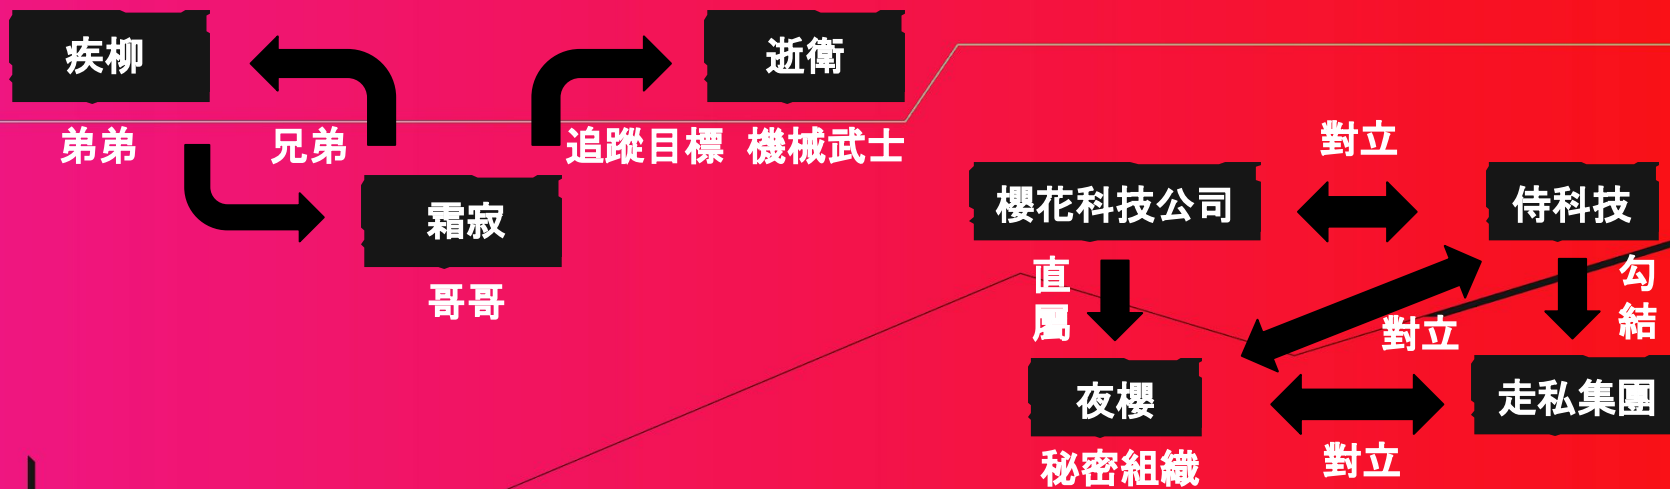 疾柳
弟弟
兄弟
霜寂
哥哥
逝衛
追蹤目標
機械武士
櫻花科技公司
對立
侍科技
直屬
對立
勾結
夜櫻
秘密組織
對立
走私集團